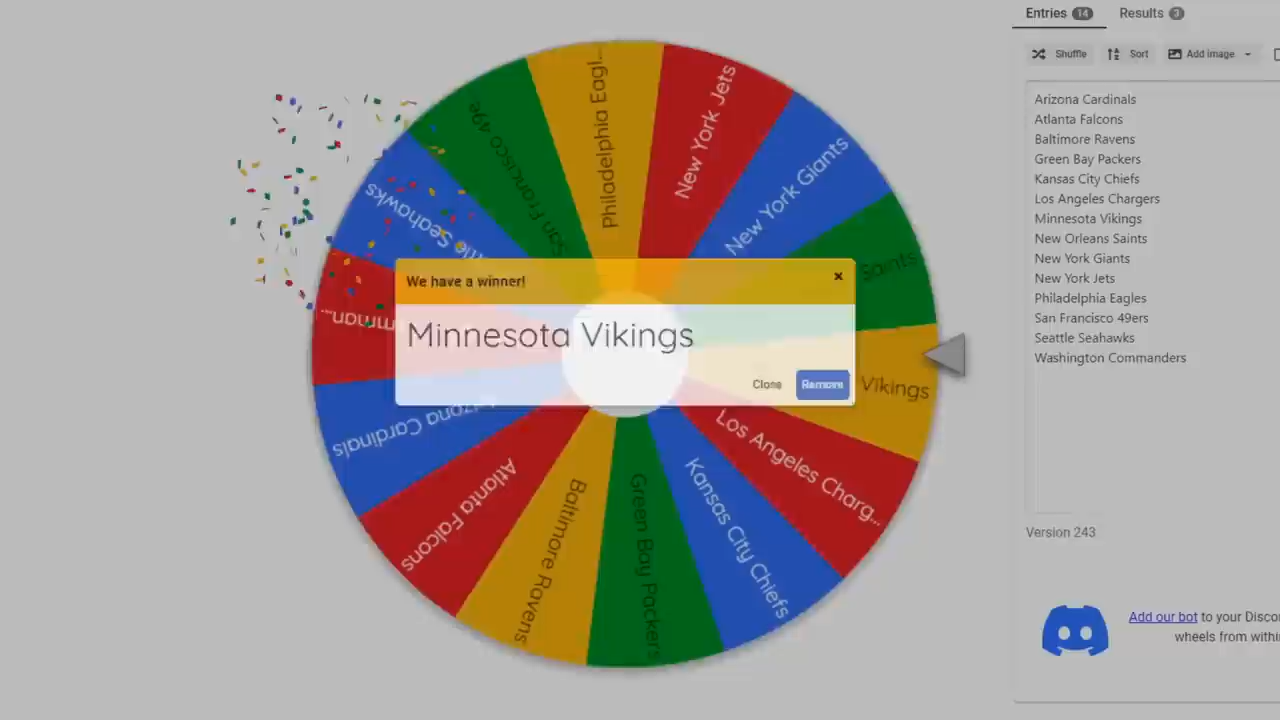 Entries 14 Results 3
Shuffle Sort Add image
Arizona Cardinals
Atlanta Falcons
Baltimore Ravens
Green Bay Packers
Kansas City Chiefs
Los Angeles Chargers
Minnesota Vikings
New Orleans Saints
New York Giants
New York Jets
Philadelphia Eagles
San Francisco 49ers
Seattle Seahawks
Washington Commanders
Version 243
Add our bot to your Disco
wheels from withi
We have a winner!
×
Minnesota Vikings
Close
Remove
Philadelphia Eagl...
New York Jets
New York Giants
Saints
Vikings
Los Angeles Charg...
Kansas City Chiefs
Green Bay Packers
Baltimore Ravens
Atlanta Falcons
Arizona Cardinals
mman...
ttle Seahawks
San Francisco 49e